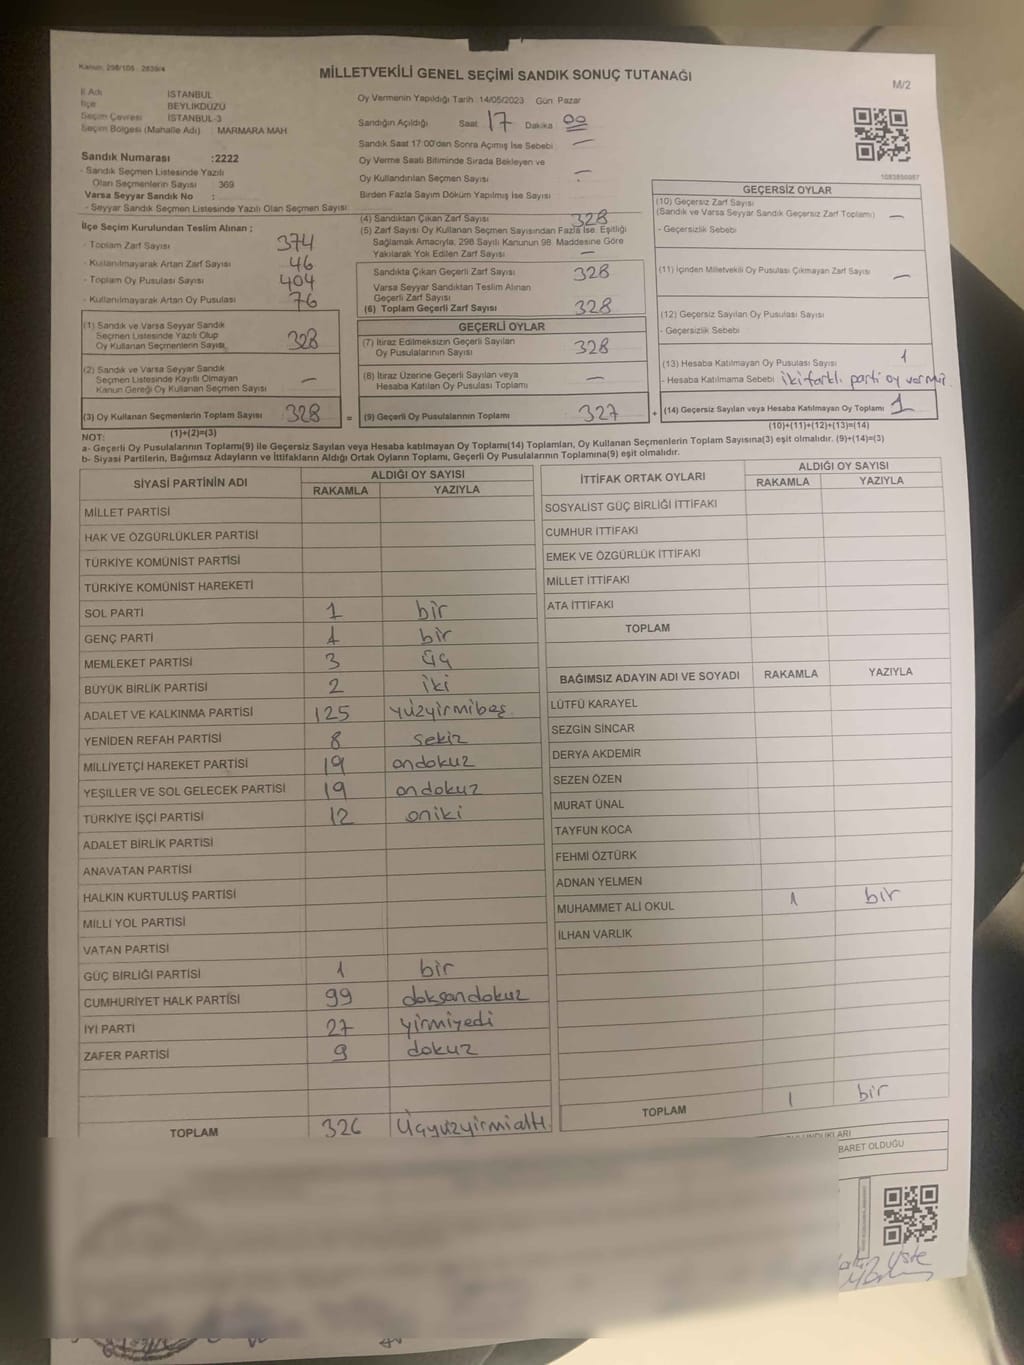 Kanun: 298/105 : 2839/4
MİLLETVEKİLİ GENEL SEÇİMİ SANDIK SONUÇ TUTANAĞI
M/2
İl Adı İSTANBUL
İlçe BEYLİKDÜZÜ
Seçim Çevresi İSTANBUL-3
Seçim Bölgesi (Mahalle Adı) : MARMARA MAH
Sandık Numarası :2222
- Sandık Seçmen Listesinde Yazılı
Olan Seçmenlerin Sayısı : 369
Varsa Seyyar Sandık No :
- Seyyar Sandık Seçmen Listesinde Yazılı Olan Seçmen Sayısı:
Oy Vermenin Yapıldığı Tarih: 14/05/2023 Gün: Pazar
Sandığın Açıldığı Saat 17 Dakika 00
Sandık Saat 17:00'den Sonra Açılmış İse Sebebi : —
Oy Verme Saati Bitiminde Sırada Bekleyen ve
Oy Kullandırılan Seçmen Sayısı : —
Birden Fazla Sayım Döküm Yapılmış İse Sayısı
1083850087
İlçe Seçim Kurulundan Teslim Alınan :
- Toplam Zarf Sayısı 374
- Kullanılmayarak Artan Zarf Sayısı 46
- Toplam Oy Pusulası Sayısı 404
- Kullanılmayarak Artan Oy Pusulası 76
(1) Sandık ve Varsa Seyyar Sandık
Seçmen Listesinde Yazılı Olup
Oy Kullanan Seçmenlerin Sayısı 328
(2) Sandık ve Varsa Seyyar Sandık
Seçmen Listesinde Kayıtlı Olmayan
Kanun Gereği Oy Kullanan Seçmen Sayısı —
(3) Oy Kullanan Seçmenlerin Toplam Sayısı 328 =
(1)+(2)=(3)
(4) Sandıktan Çıkan Zarf Sayısı 328
(5) Zarf Sayısı Oy Kullanan Seçmen Sayısından Fazla İse; Eşitliği
Sağlamak Amacıyla, 298 Sayılı Kanunun 98. Maddesine Göre
Yakılarak Yok Edilen Zarf Sayısı —
Sandıkta Çıkan Geçerli Zarf Sayısı 328
Varsa Seyyar Sandıktan Teslim Alınan
Geçerli Zarf Sayısı
(6) Toplam Geçerli Zarf Sayısı 328
GEÇERLİ OYLAR
(7) İtiraz Edilmeksizin Geçerli Sayılan
Oy Pusulalarının Sayısı 328
(8) İtiraz Üzerine Geçerli Sayılan veya
Hesaba Katılan Oy Pusulası Toplamı —
(9) Geçerli Oy Pusulalarının Toplamı 327 +
GEÇERSİZ OYLAR
(10) Geçersiz Zarf Sayısı
(Sandık ve Varsa Seyyar Sandık Geçersiz Zarf Toplamı) —
- Geçersizlik Sebebi
(11) İçinden Milletvekili Oy Pusulası Çıkmayan Zarf Sayısı —
(12) Geçersiz Sayılan Oy Pusulası Sayısı
- Geçersizlik Sebebi
(13) Hesaba Katılmayan Oy Pusulası Sayısı 1
- Hesaba Katılmama Sebebi iki farklı parti oy vermiş
(14) Geçersiz Sayılan veya Hesaba Katılmayan Oy Toplamı 1
(10)+(11)+(12)+(13)=(14)
NOT:
a- Geçerli Oy Pusulalarının Toplamı(9) ile Geçersiz Sayılan veya Hesaba katılmayan Oy Toplamı(14) Toplamları, Oy Kullanan Seçmenlerin Toplam Sayısına(3) eşit olmalıdır. (9)+(14)=(3)
b- Siyasi Partilerin, Bağımsız Adayların ve İttifakların Aldığı Ortak Oyların Toplamı, Geçerli Oy Pusulalarının Toplamına(9) eşit olmalıdır.
SİYASİ PARTİNİN ADI ALDIĞI OY SAYISI
RAKAMLA YAZIYLA
MİLLET PARTİSİ
HAK VE ÖZGÜRLÜKLER PARTİSİ
TÜRKİYE KOMÜNİST PARTİSİ
TÜRKİYE KOMÜNİST HAREKETİ
SOL PARTİ 1 bir
GENÇ PARTİ 1 bir
MEMLEKET PARTİSİ 3 üç
BÜYÜK BİRLİK PARTİSİ 2 iki
ADALET VE KALKINMA PARTİSİ 125 yüzyirmibeş
YENİDEN REFAH PARTİSİ 8 sekiz
MİLLİYETÇİ HAREKET PARTİSİ 19 ondokuz
YEŞİLLER VE SOL GELECEK PARTİSİ 19 ondokuz
TÜRKİYE İŞÇİ PARTİSİ 12 oniki
ADALET BİRLİK PARTİSİ
ANAVATAN PARTİSİ
HALKIN KURTULUŞ PARTİSİ
MİLLİ YOL PARTİSİ
VATAN PARTİSİ
GÜÇ BİRLİĞİ PARTİSİ 1 bir
CUMHURİYET HALK PARTİSİ 99 doksandokuz
İYİ PARTİ 27 yirmiyedi
ZAFER PARTİSİ 9 dokuz
TOPLAM 326 üçyüzyirmialtı
İTTİFAK ORTAK OYLARI ALDIĞI OY SAYISI
RAKAMLA YAZIYLA
SOSYALİST GÜÇ BİRLİĞİ İTTİFAKI
CUMHUR İTTİFAKI
EMEK VE ÖZGÜRLÜK İTTİFAKI
MİLLET İTTİFAKI
ATA İTTİFAKI
TOPLAM
BAĞIMSIZ ADAYIN ADI VE SOYADI RAKAMLA YAZIYLA
LÜTFÜ KARAYEL
SEZGİN SİNCAR
DERYA AKDEMİR
SEZEN ÖZEN
MURAT ÜNAL
TAYFUN KOCA
FEHMİ ÖZTÜRK
ADNAN YELMEN
MUHAMMET ALİ OKUL 1 bir
İLHAN VARLIK
TOPLAM 1 bir
BARET OLDUĞU